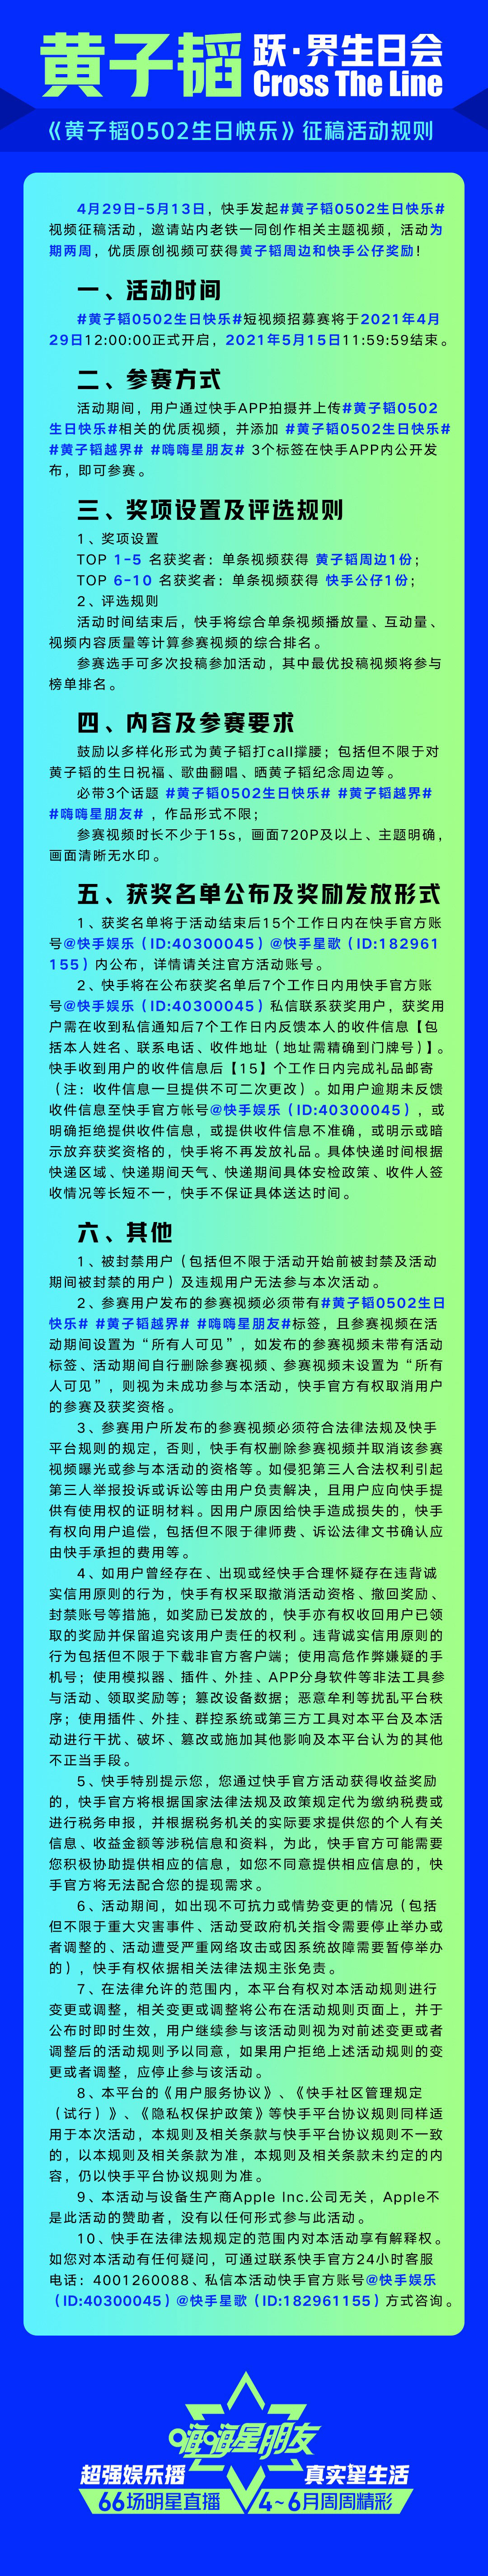 黄子韬 跃·界生日会
Cross The Line
《黄子韬0502生日快乐》征稿活动规则
4月29日-5月13日，快手发起#黄子韬0502生日快乐#
视频征稿活动，邀请站内老铁一同创作相关主题视频，活动为
期两周，优质原创视频可获得黄子韬周边和快手公仔奖励！
一、活动时间
#黄子韬0502生日快乐#短视频招募赛将于2021年4月
29日12:00:00正式开启，2021年5月15日11:59:59结束。
二、参赛方式
活动期间，用户通过快手APP拍摄并上传#黄子韬0502
生日快乐#相关的优质视频，并添加 #黄子韬0502生日快乐#
#黄子韬越界# #嗨嗨星朋友# 3个标签在快手APP内公开发
布，即可参赛。
三、奖项设置及评选规则
1、奖项设置
TOP 1-5 名获奖者：单条视频获得 黄子韬周边1份；
TOP 6-10 名获奖者：单条视频获得 快手公仔1份；
2、评选规则
活动时间结束后，快手将综合单条视频播放量、互动量、
视频内容质量等计算参赛视频的综合排名。
参赛选手可多次投稿参加活动，其中最优投稿视频将参与
榜单排名。
四、内容及参赛要求
鼓励以多样化形式为黄子韬打call撑腰；包括但不限于对
黄子韬的生日祝福、歌曲翻唱、晒黄子韬纪念周边等。
必带3个话题 #黄子韬0502生日快乐# #黄子韬越界#
#嗨嗨星朋友# ，作品形式不限；
参赛视频时长不少于15s，画面720P及以上、主题明确，
画面清晰无水印。
五、获奖名单公布及奖励发放形式
1、获奖名单将于活动结束后15个工作日内在快手官方账
号@快手娱乐（ID:40300045）@快手星歌（ID:182961
155）内公布，详情请关注官方活动账号。
2、快手将在公布获奖名单后7个工作日内用快手官方账
号@快手娱乐（ID:40300045）私信联系获奖用户，获奖用
户需在收到私信通知后7个工作日内反馈本人的收件信息【包
括本人姓名、联系电话、收件地址（地址需精确到门牌号）】。
快手收到用户的收件信息后【15】个工作日内完成礼品邮寄
（注：收件信息一旦提供不可二次更改）。如用户逾期未反馈
收件信息至快手官方帐号@快手娱乐（ID:40300045），或
明确拒绝提供收件信息，或提供收件信息不准确，或明示或暗
示放弃获奖资格的，快手将不再发放礼品。具体快递时间根据
快递区域、快递期间天气、快递期间具体安检政策、收件人签
收情况等长短不一，快手不保证具体送达时间。
六、其他
1、被封禁用户（包括但不限于活动开始前被封禁及活动
期间被封禁的用户）及违规用户无法参与本次活动。
2、参赛用户发布的参赛视频必须带有#黄子韬0502生日
快乐# #黄子韬越界# #嗨嗨星朋友#标签，且参赛视频在活
动期间设置为“所有人可见”，如发布的参赛视频未带有活动
标签、活动期间自行删除参赛视频、参赛视频未设置为“所有
人可见”，则视为未成功参与本活动，快手官方有权取消用户
的参赛及获奖资格。
3、参赛用户所发布的参赛视频必须符合法律法规及快手
平台规则的规定，否则，快手有权删除参赛视频并取消该参赛
视频曝光或参与本活动的资格等。如侵犯第三人合法权利引起
第三人举报投诉或诉讼等由用户负责解决，且用户应向快手提
供有使用权的证明材料。因用户原因给快手造成损失的，快手
有权向用户追偿，包括但不限于律师费、诉讼法律文书确认应
由快手承担的费用等。
4、如用户曾经存在、出现或经快手合理怀疑存在违背诚
实信用原则的行为，快手有权采取撤消活动资格、撤回奖励、
封禁账号等措施，如奖励已发放的，快手亦有权收回用户已领
取的奖励并保留追究该用户责任的权利。违背诚实信用原则的
行为包括但不限于下载非官方客户端；使用高危作弊嫌疑的手
机号；使用模拟器、插件、外挂、APP分身软件等非法工具参
与活动、领取奖励等；篡改设备数据；恶意牟利等扰乱平台秩
序；使用插件、外挂、群控系统或第三方工具对本平台及本活
动进行干扰、破坏、篡改或施加其他影响及本平台认为的其他
不正当手段。
5、快手特别提示您，您通过快手官方活动获得收益奖励
的，快手官方将根据国家法律法规及政策规定代为缴纳税费或
进行税务申报，并根据税务机关的实际要求提供您的个人有关
信息、收益金额等涉税信息和资料，为此，快手官方可能需要
您积极协助提供相应的信息，如您不同意提供相应信息的，快
手官方将无法配合您的提现需求。
6、活动期间，如出现不可抗力或情势变更的情况（包括
但不限于重大灾害事件、活动受政府机关指令需要停止举办或
者调整的、活动遭受严重网络攻击或因系统故障需要暂停举办
的），快手有权依据相关法律法规主张免责。
7、在法律允许的范围内，本平台有权对本活动规则进行
变更或调整，相关变更或调整将公布在活动规则页面上，并于
公布时即时生效，用户继续参与该活动则视为对前述变更或者
调整后的活动规则予以同意，如果用户拒绝上述活动规则的变
更或者调整，应停止参与该活动。
8、本平台的《用户服务协议》、《快手社区管理规定
（试行）》、《隐私权保护政策》等快手平台协议规则同样适
用于本次活动，本规则及相关条款与快手平台协议规则不一致
的，以本规则及相关条款为准，本规则及相关条款未约定的内
容，仍以快手平台协议规则为准。
9、本活动与设备生产商Apple Inc.公司无关，Apple不
是此活动的赞助者，没有以任何形式参与此活动。
10、快手在法律法规规定的范围内对本活动享有解释权。
如您对本活动有任何疑问，可通过联系快手官方24小时客服
电话：4001260088、私信本活动快手官方账号@快手娱乐
（ID:40300045）@快手星歌（ID:182961155）方式咨询。
嗨嗨星朋友
超强娱乐播 真实星生活
66场明星直播 4~6月周周精彩